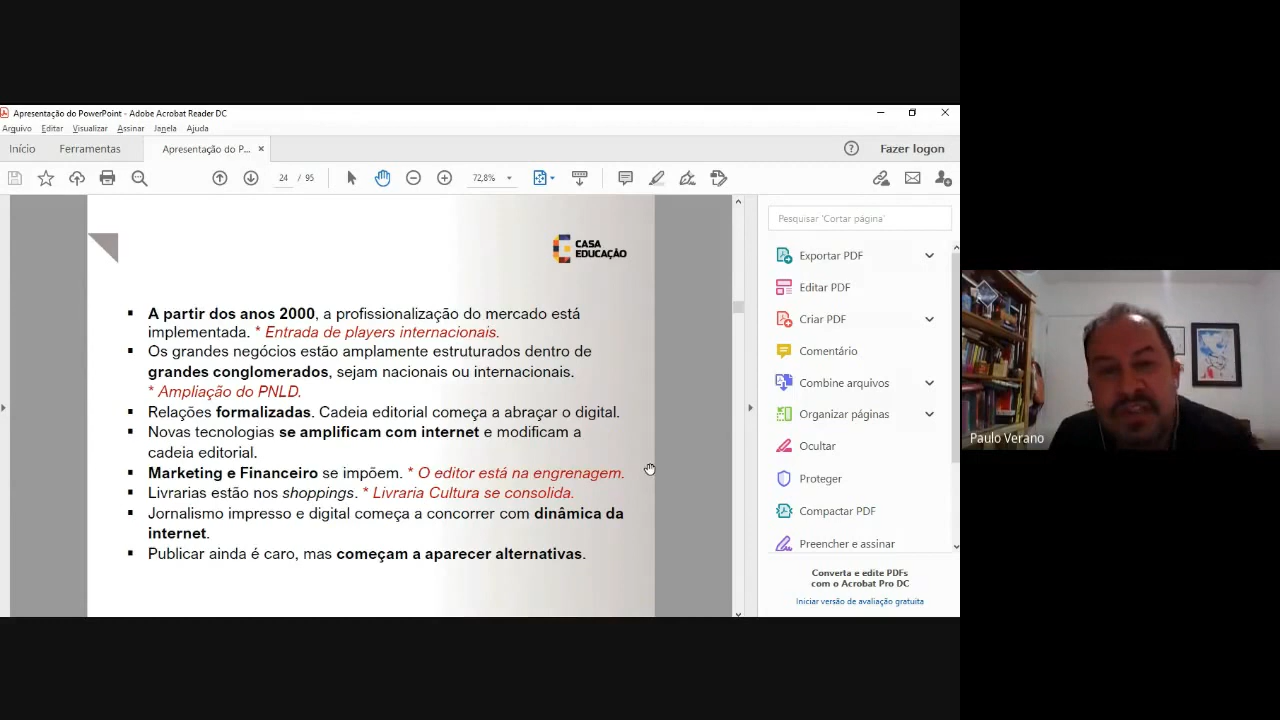 Apresentação do PowerPoint - Adobe Acrobat Reader DC
Arquivo Editar Visualizar Assinar Janela Ajuda
Início Ferramentas Apresentação do P... × Fazer logon
24 / 95 72,8%
CASA
EDUCAÇÃO
▪ A partir dos anos 2000, a profissionalização do mercado está
implementada. * Entrada de players internacionais.
▪ Os grandes negócios estão amplamente estruturados dentro de
grandes conglomerados, sejam nacionais ou internacionais.
* Ampliação do PNLD.
▪ Relações formalizadas. Cadeia editorial começa a abraçar o digital.
▪ Novas tecnologias se amplificam com internet e modificam a
cadeia editorial.
▪ Marketing e Financeiro se impõem. * O editor está na engrenagem.
▪ Livrarias estão nos shoppings. * Livraria Cultura se consolida.
▪ Jornalismo impresso e digital começa a concorrer com dinâmica da
internet.
▪ Publicar ainda é caro, mas começam a aparecer alternativas.
Pesquisar 'Cortar página'
Exportar PDF
Editar PDF
Criar PDF
Comentário
Combine arquivos
Organizar páginas
Ocultar
Proteger
Compactar PDF
Preencher e assinar
Converta e edite PDFs
com o Acrobat Pro DC
Iniciar versão de avaliação gratuita
Paulo Verano